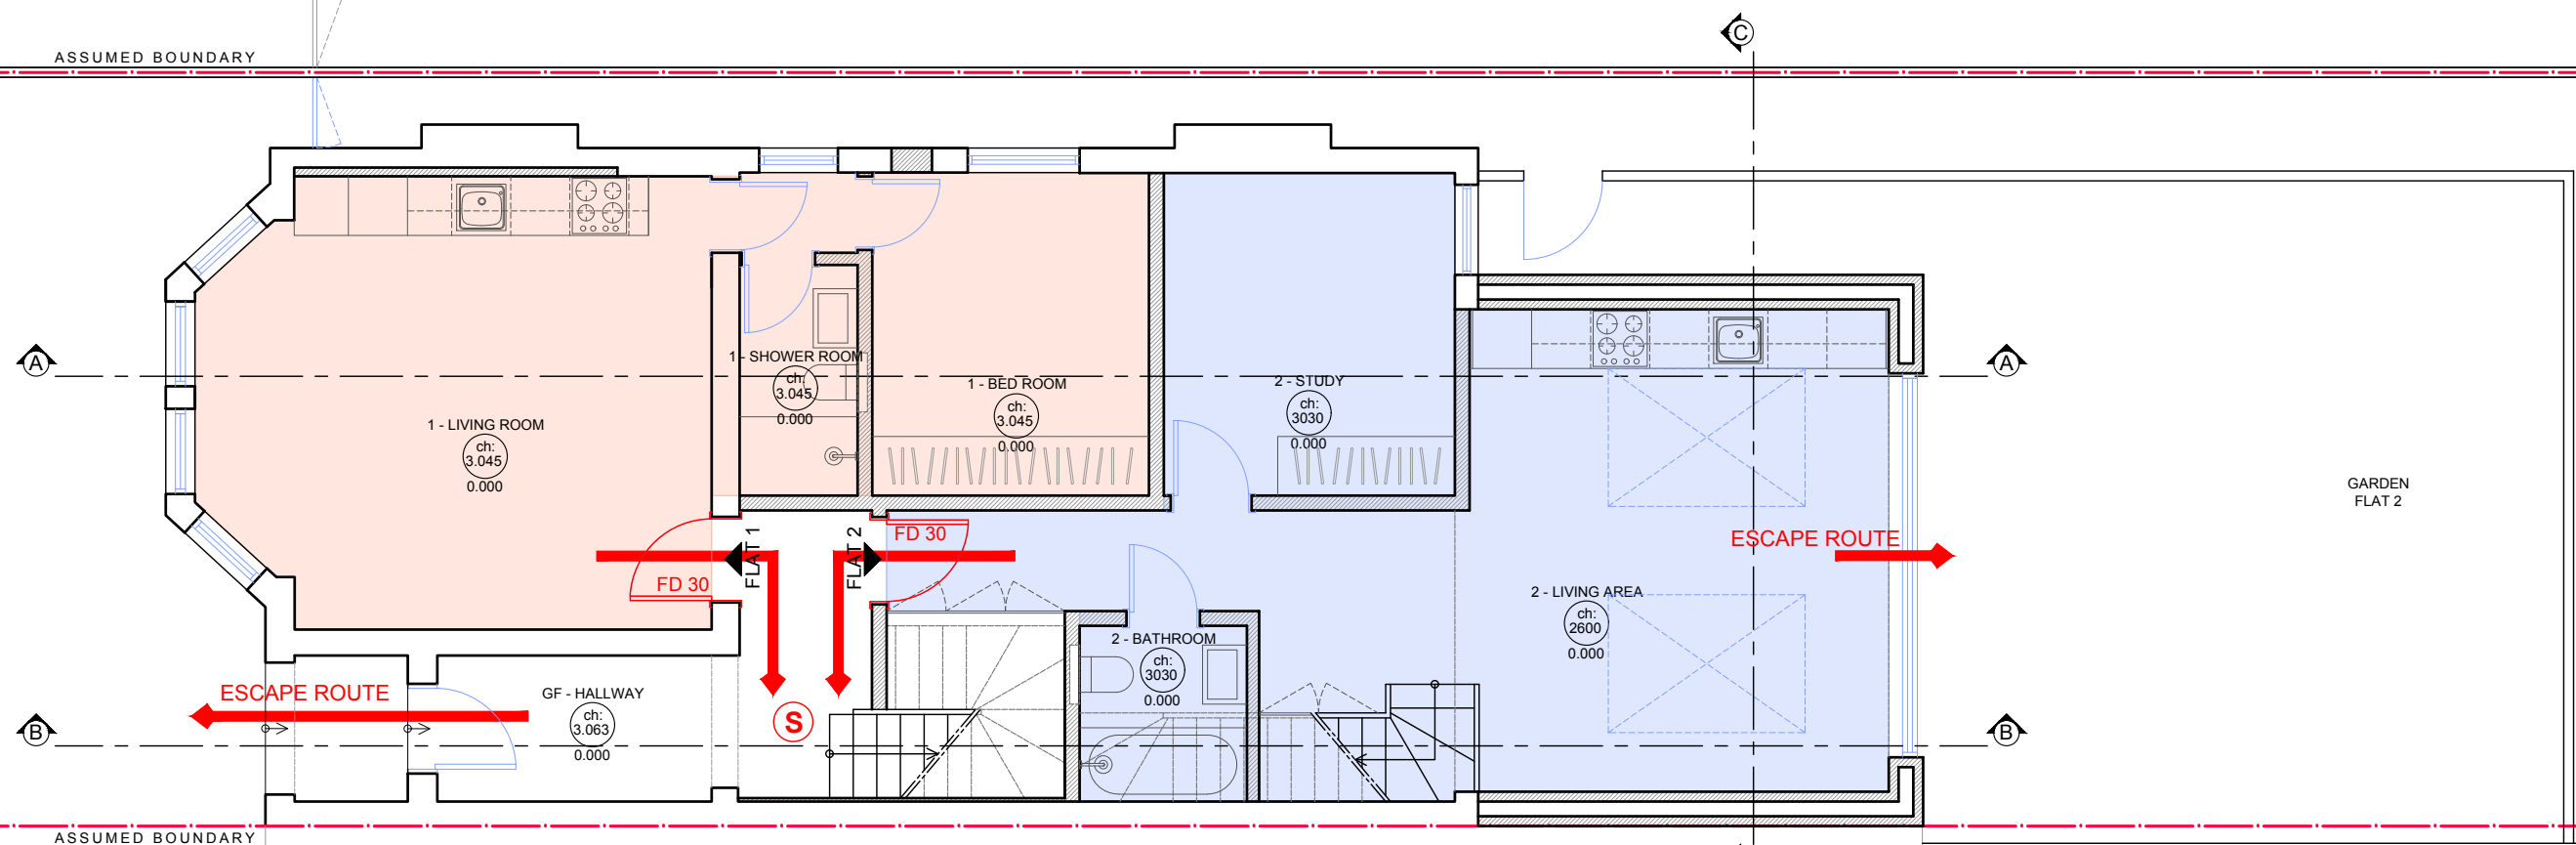 C
ASSUMED BOUNDARY
A
A
1 - SHOWER ROOM
ch:
3.045
0.000
1 - BED ROOM
ch:
3.045
0.000
2 - STUDY
ch:
3030
0.000
1 - LIVING ROOM
ch:
3.045
0.000
GARDEN
FLAT 2
FD 30
FLAT 1
FLAT 2
FD 30
ESCAPE ROUTE
2 - LIVING AREA
ch:
2600
0.000
2 - BATHROOM
ch:
3030
0.000
ESCAPE ROUTE
GF - HALLWAY
ch:
3.063
0.000
S
B
B
ASSUMED BOUNDARY